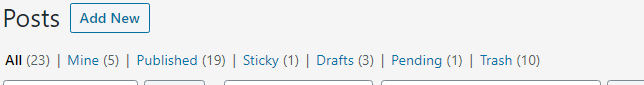 Posts Add New
All (23) | Mine (5) | Published (19) | Sticky (1) | Drafts (3) | Pending (1) | Trash (10)